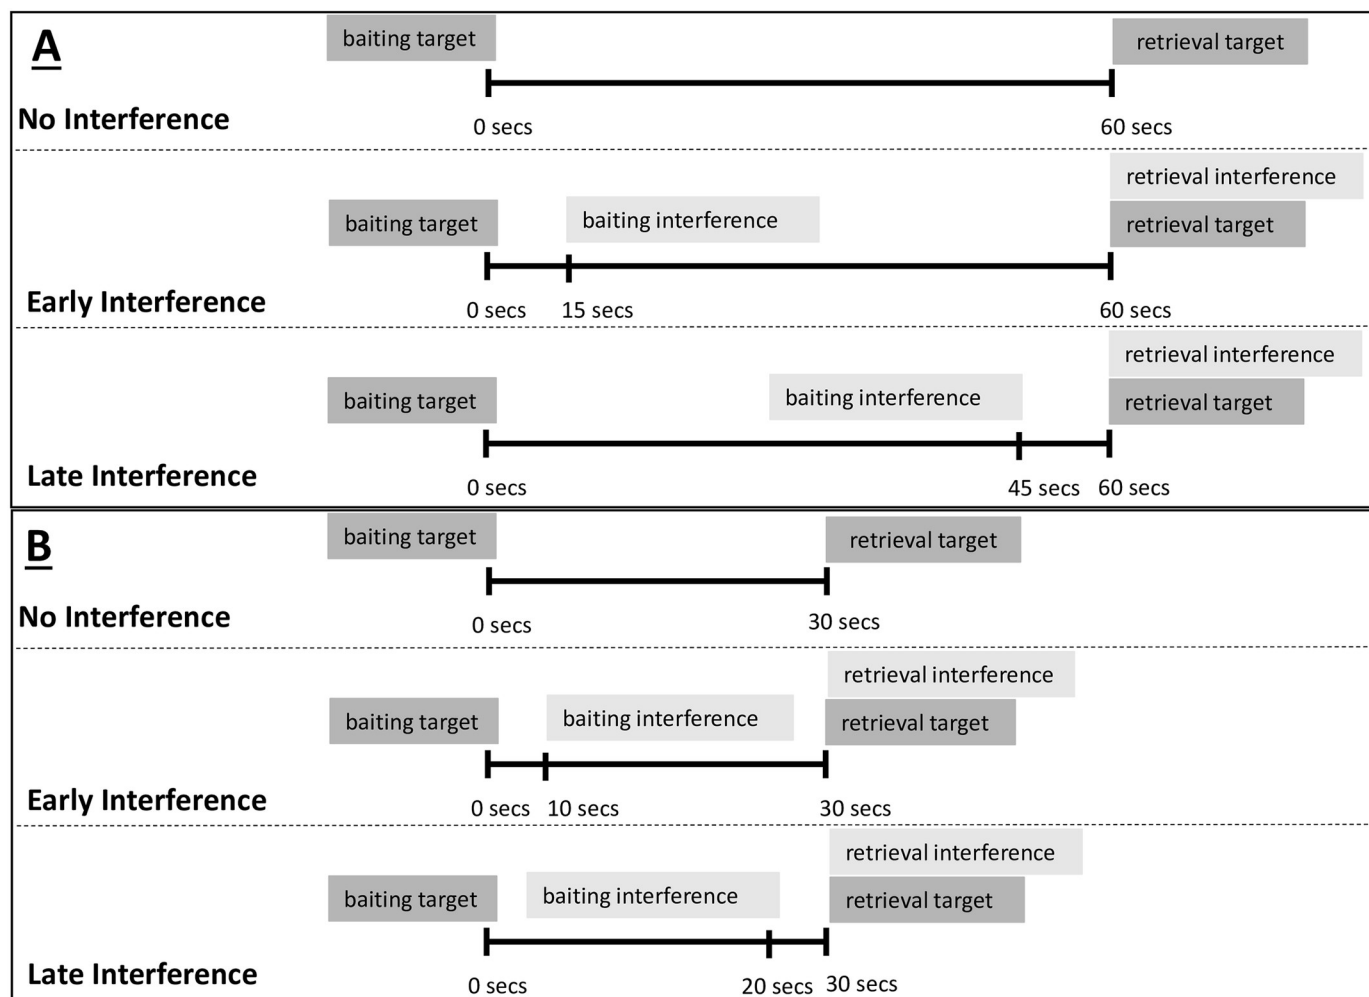 A
baiting target
retrieval target
No Interference
0 secs
60 secs
retrieval interference
baiting target
baiting interference
retrieval target
Early Interference
0 secs
15 secs
60 secs
retrieval interference
baiting target
baiting interference
retrieval target
Late Interference
0 secs
45 secs
60 secs
B
baiting target
retrieval target
No Interference
0 secs
30 secs
retrieval interference
baiting target
baiting interference
retrieval target
Early Interference
0 secs
10 secs
30 secs
retrieval interference
baiting target
baiting interference
retrieval target
Late Interference
0 secs
20 secs
30 secs